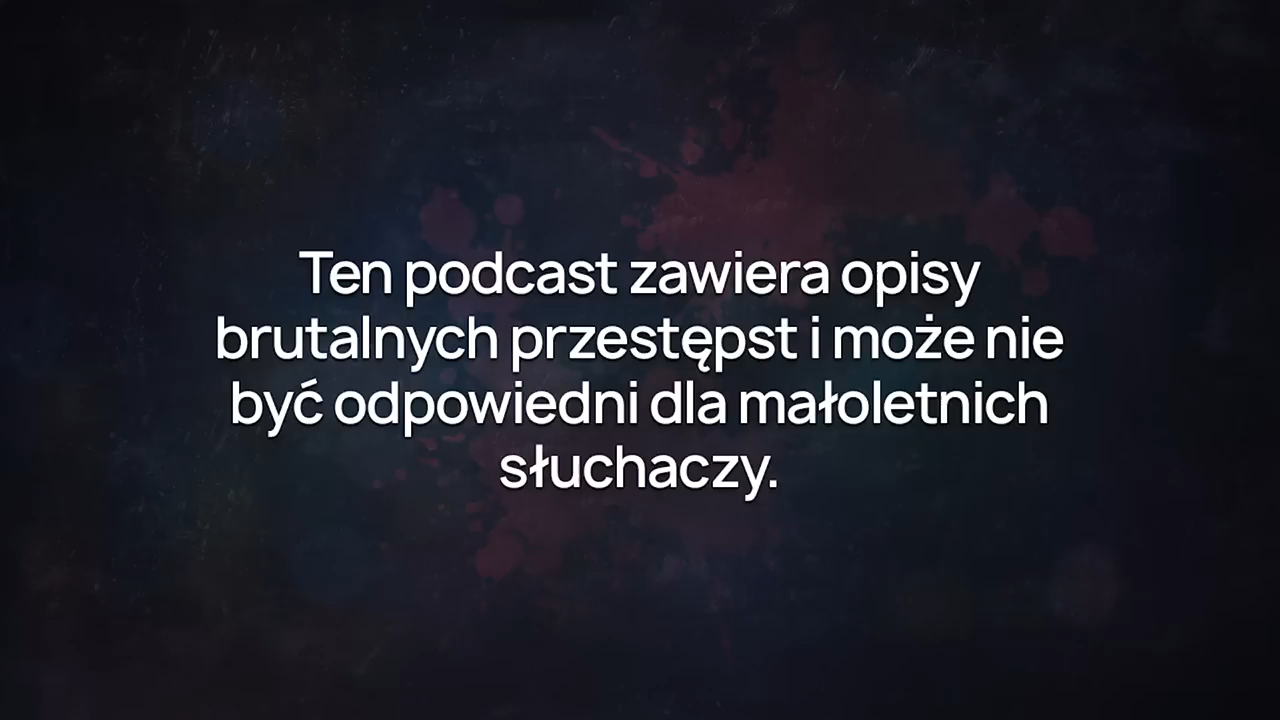 Ten podcast zawiera opisy
brutalnych przestępst i może nie
być odpowiedni dla małoletnich
słuchaczy.